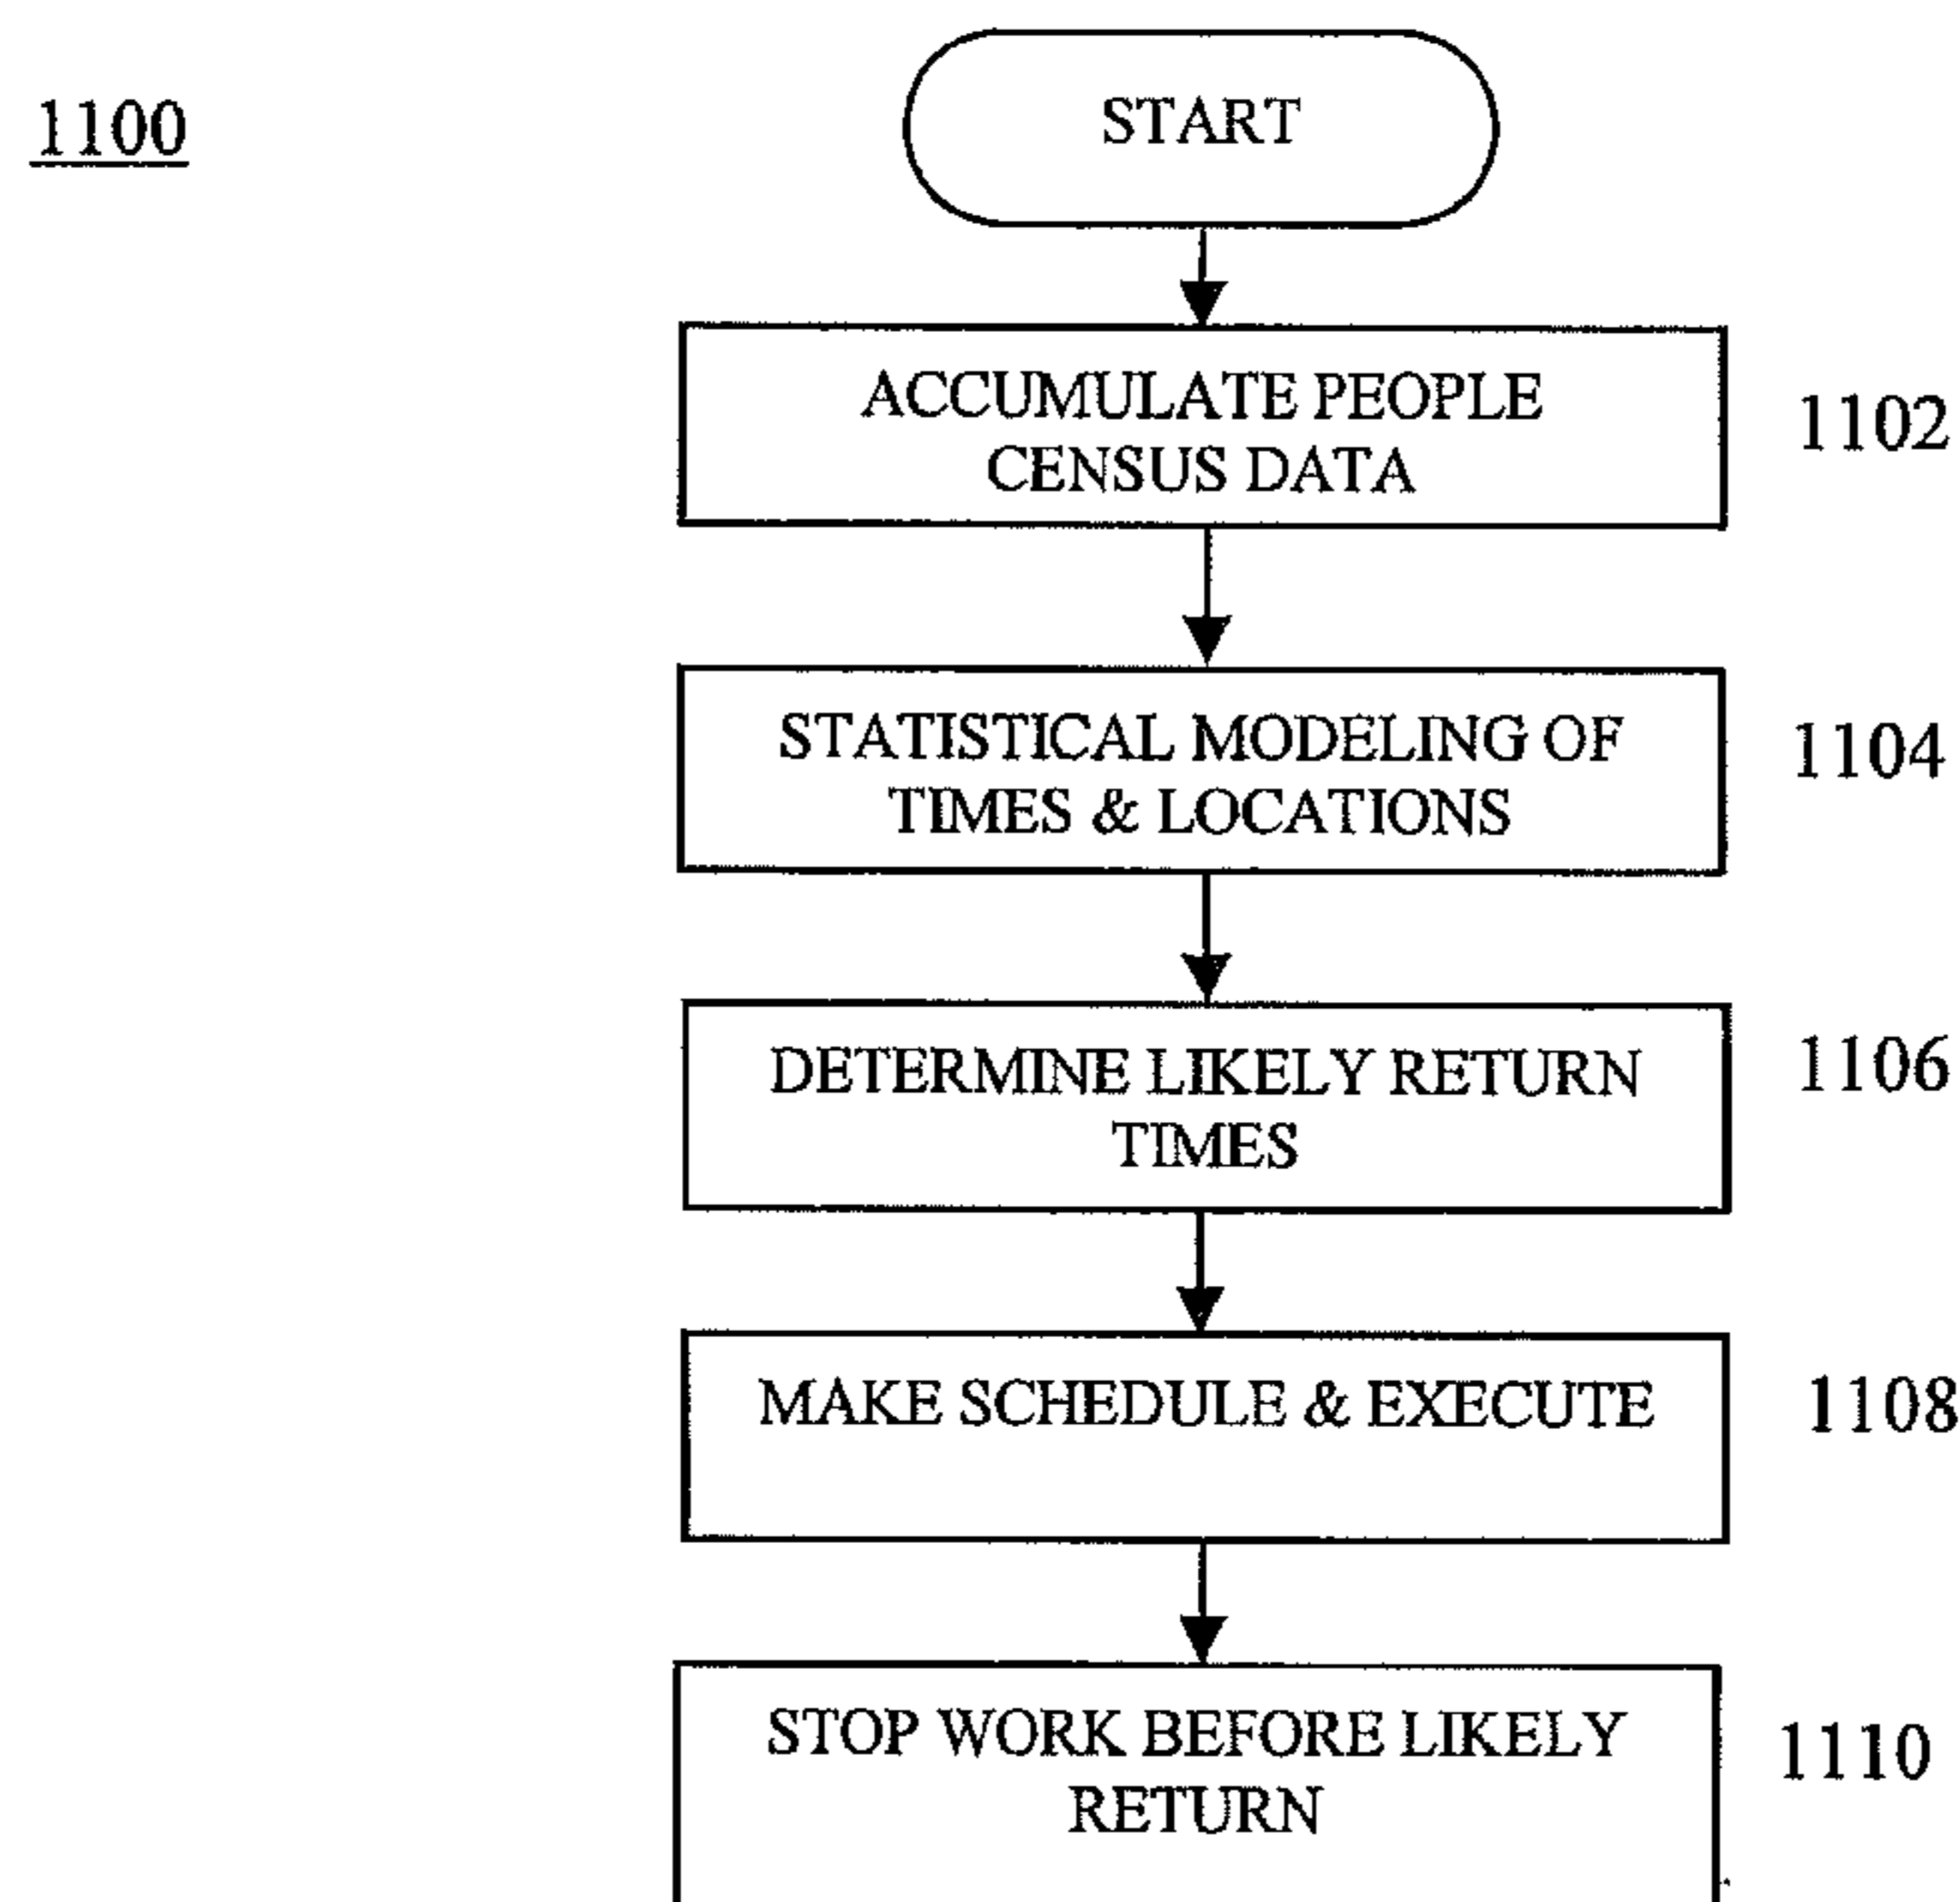 1100
START
ACCUMULATE PEOPLE
CENSUS DATA
1102
STATISTICAL MODELING OF
TIMES & LOCATIONS
1104
DETERMINE LIKELY RETURN
TIMES
1106
MAKE SCHEDULE & EXECUTE
1108
STOP WORK BEFORE LIKELY
RETURN
1110